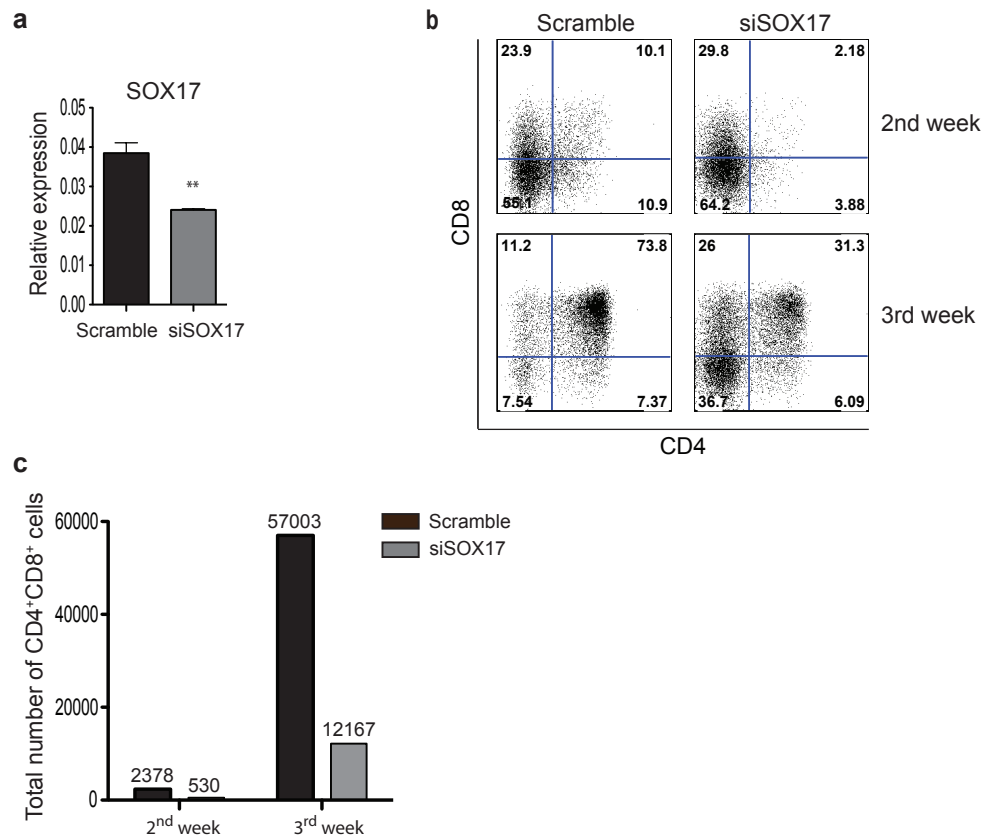 a
SOX17
Relative expression
0.05
0.04
0.03
0.02
0.01
0.00
**
Scramble siSOX17
b
Scramble siSOX17
CD8
23.9 10.1
55.1 10.9
29.8 2.18
64.2 3.88
2nd week
11.2 73.8
7.54 7.37
26 31.3
36.7 6.09
3rd week
CD4
c
Total number of CD4⁺CD8⁺ cells
60000
40000
20000
0
2378
530
57003
12167
2nd week
3rd week
Scramble
siSOX17